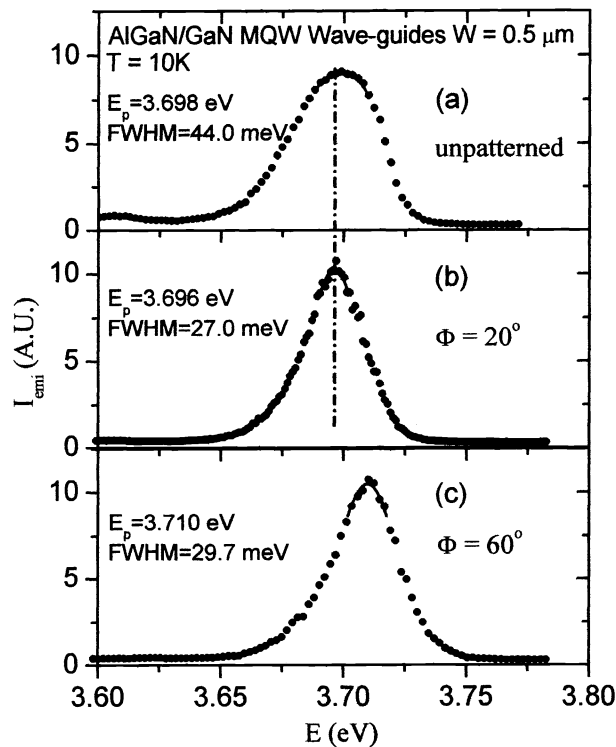 AlGaN/GaN MQW Wave-guides W = 0.5 μm
T = 10K
E_p=3.698 eV
FWHM=44.0 meV
(a)
unpatterned
10
5
0
E_p=3.696 eV
FWHM=27.0 meV
(b)
Φ = 20°
10
5
0
I_emi (A.U.)
E_p=3.710 eV
FWHM=29.7 meV
(c)
Φ = 60°
10
5
0
3.60 3.65 3.70 3.75 3.80
E (eV)